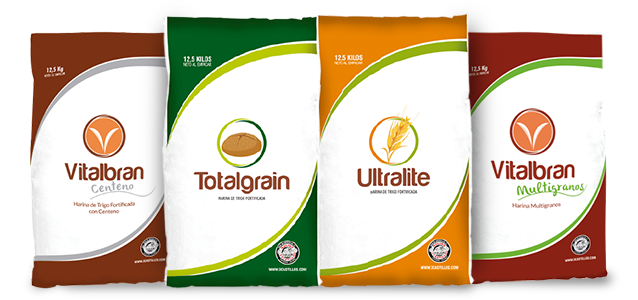 12,5 Kg
Vitalbran
Centeno
Harina de Trigo Fortificada
con Centeno
12,5 KILOS
NETO AL EMPACAR
Totalgrain
HARINA DE TRIGO FORTIFICADA
12,5 KILOS
NETO AL EMPACAR
Ultralite
HARINA DE TRIGO FORTIFICADA
12,5 Kg
Vitalbran
Multigranos
Harina Multigranos